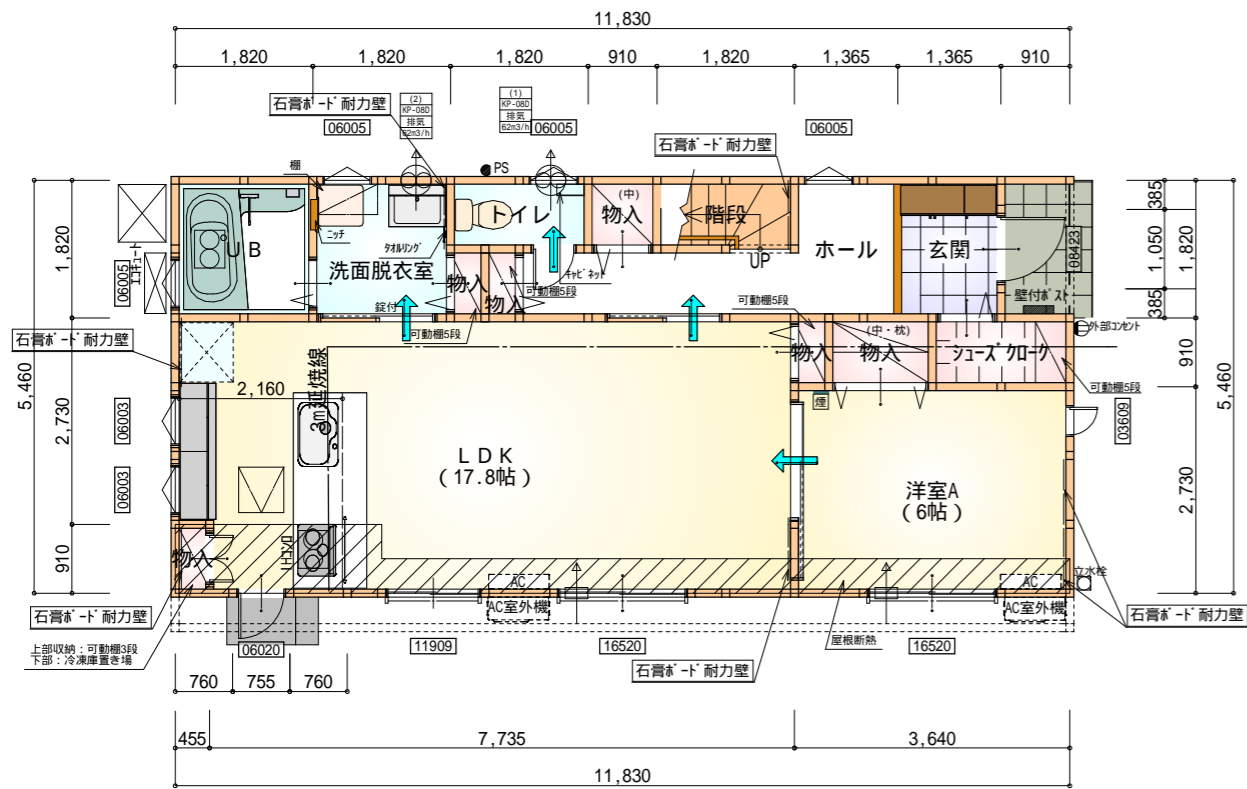 11,830
1,820
1,820
1,820
910
1,820
1,365
1,365
910
石膏ボード耐力壁
(2)
KP-08D
排気
62m3/h
(1)
KP-08D
排気
62m3/h
06005
06005
06005
石膏ボード耐力壁
PS
棚
ニッチ
タオルリング
UB
洗面脱衣室
トイレ
(中)
物入
階段
UP
ホール
玄関
08423
壁付ポスト
385
1,050
385
1,820
エコキュート
06005
1,820
錠付
物入
物入
キャビネット
可動棚5段
可動棚5段
可動棚5段
外部コンセント
石膏ボード耐力壁
物入
(中・枕)
物入
シューズクローク
可動棚5段
910
5,460
5,460
2,160
3m延焼線
煙
06003
06003
03609
2,730
2,730
LDK
(17.8帖)
洋室A
(6帖)
物入
910
立水栓
石膏ボード耐力壁
石膏ボード耐力壁
AC
AC室外機
AC
AC室外機
屋根断熱
上部収納:可動棚3段
下部:冷凍庫置き場
06020
11909
16520
16520
石膏ボード耐力壁
760
755
760
455
7,735
3,640
11,830